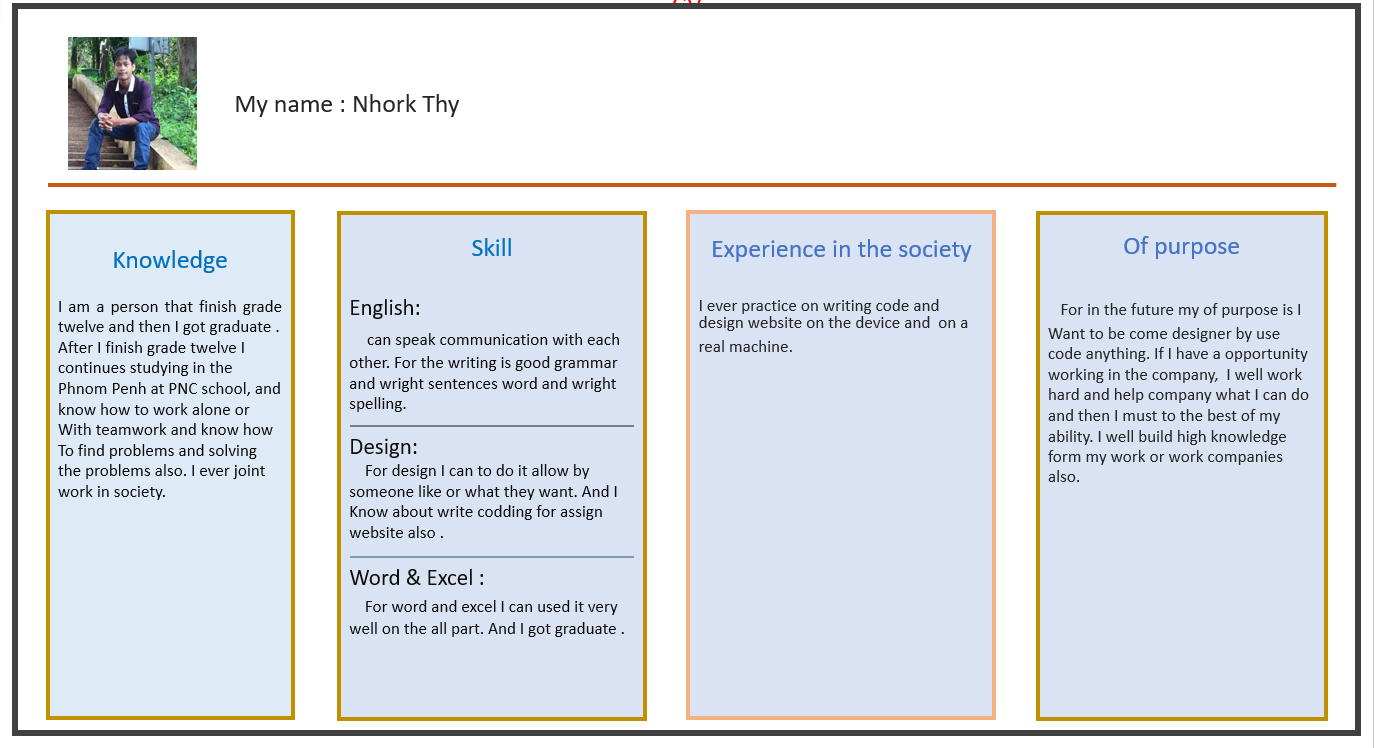 My name : Nhork Thy
Knowledge
I am a person that finish grade
twelve and then I got graduate .
After I finish grade twelve I
continues studying in the
Phnom Penh at PNC school, and
know how to work alone or
With teamwork and know how
To find problems and solving
the problems also. I ever joint
work in society.
Skill
English:
can speak communication with each
other. For the writing is good grammar
and wright sentences word and wright
spelling.
Design:
For design I can to do it allow by
someone like or what they want. And I
Know about write codding for assign
website also .
Word & Excel :
For word and excel I can used it very
well on the all part. And I got graduate .
Experience in the society
I ever practice on writing code and
design website on the device and  on a
real machine.
Of purpose
For in the future my of purpose is I
Want to be come designer by use
code anything. If I have a opportunity
working in the company,  I well work
hard and help company what I can do
and then I must to the best of my
ability. I well build high knowledge
form my work or work companies
also.